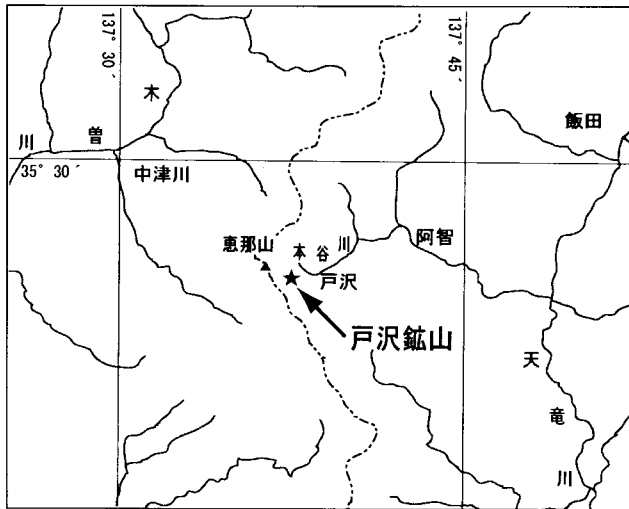 137° 30′
137° 45′
木
曽
川
飯田
35° 30′
中津川
恵那山
本谷川
阿智
戸沢
戸沢鉱山
天
竜
川